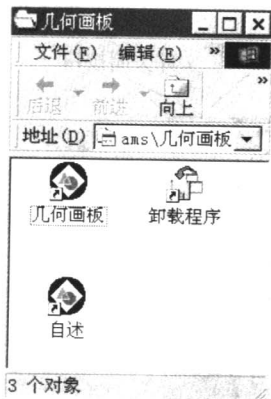 几何画板
文件(F) 编辑(E) »
后退 前进 向上 »
地址(D) ams\几何画板
几何画板 卸载程序
自述
3 个对象